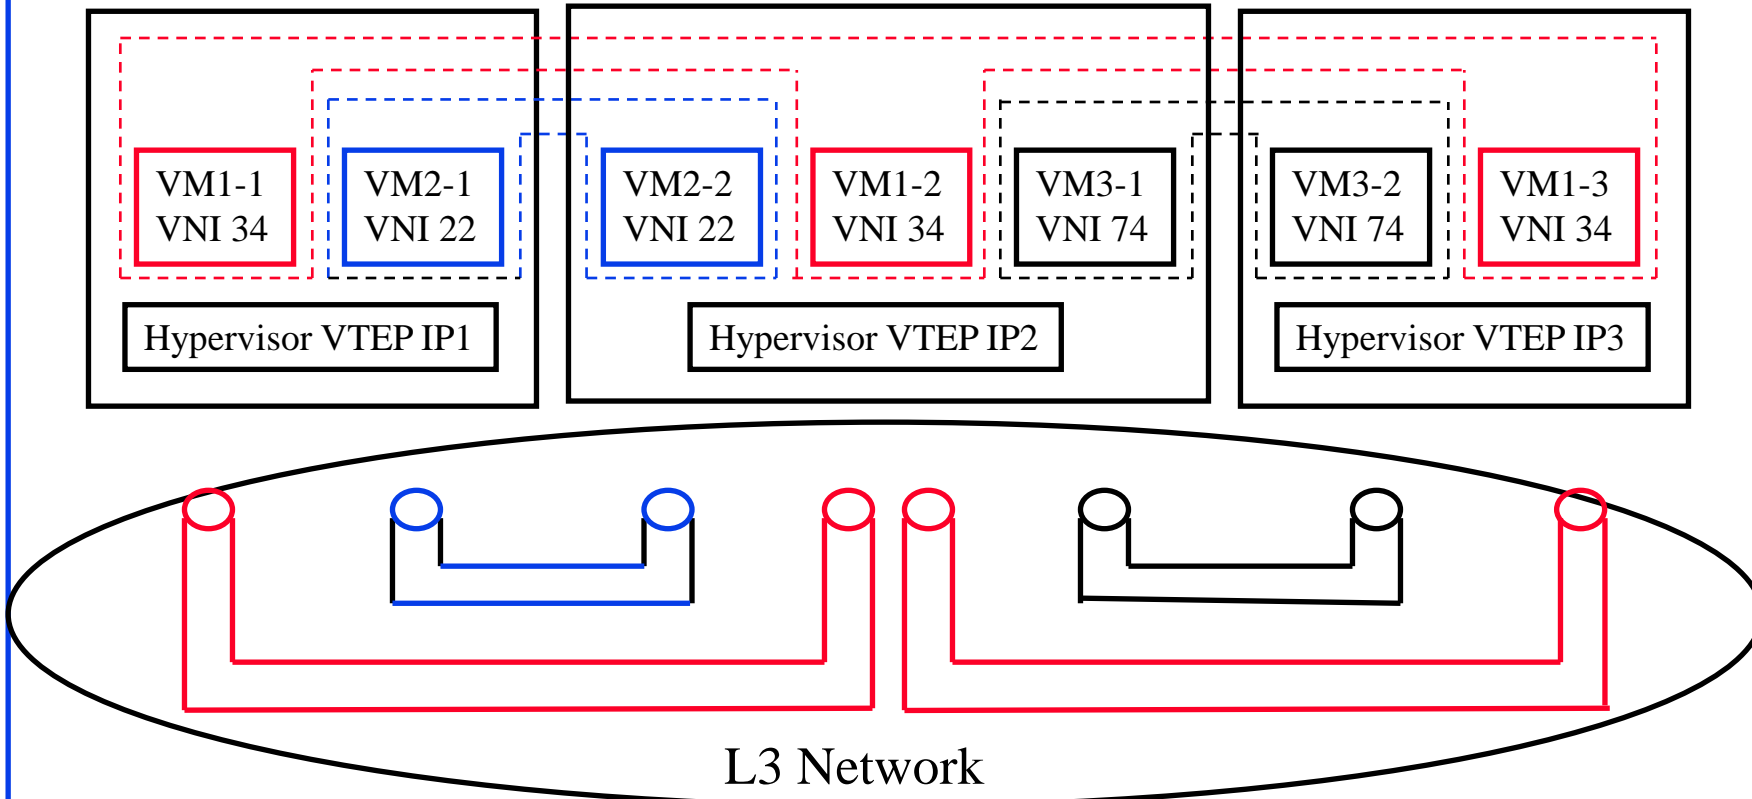 VM1-1
VNI 34
VM2-1
VNI 22
VM2-2
VNI 22
VM1-2
VNI 34
VM3-1
VNI 74
VM3-2
VNI 74
VM1-3
VNI 34
Hypervisor VTEP IP1
Hypervisor VTEP IP2
Hypervisor VTEP IP3
L3 Network